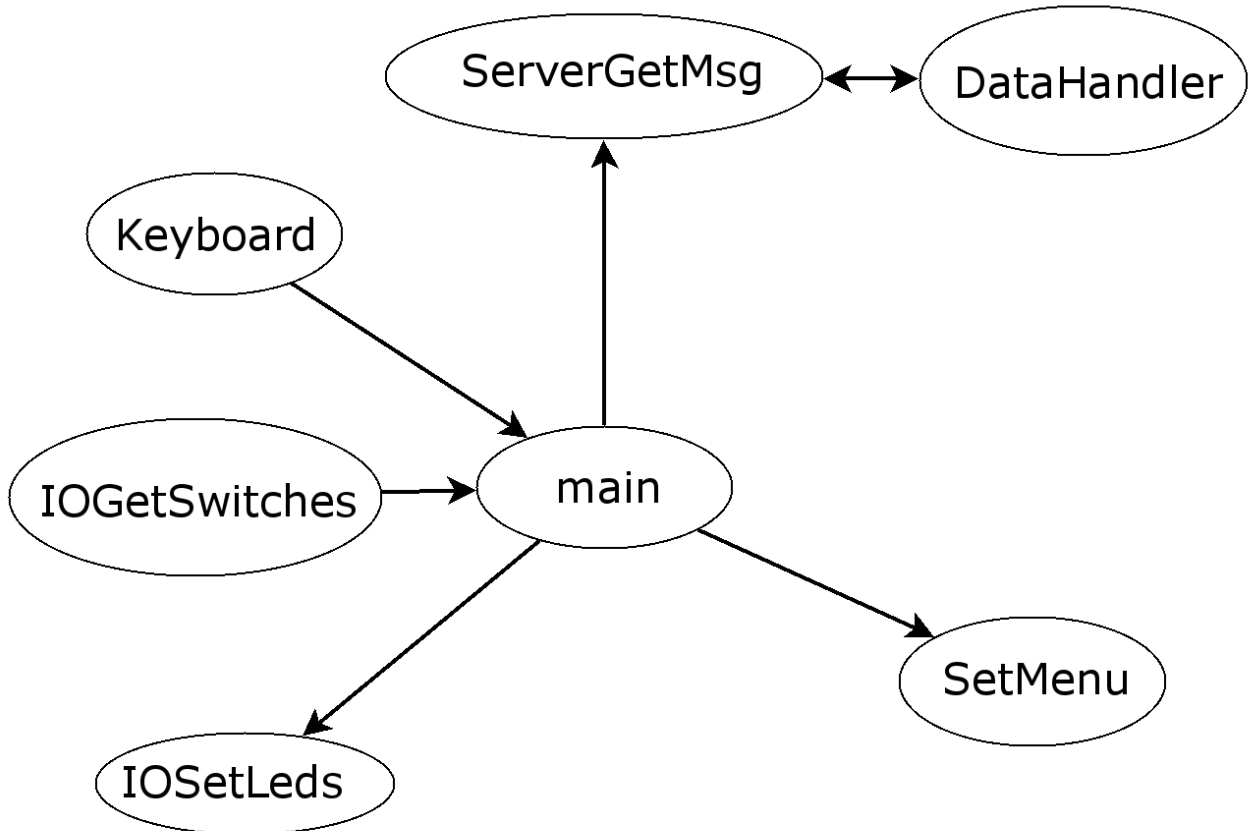 ServerGetMsg
DataHandler
Keyboard
IOGetSwitches
main
SetMenu
IOSetLeds